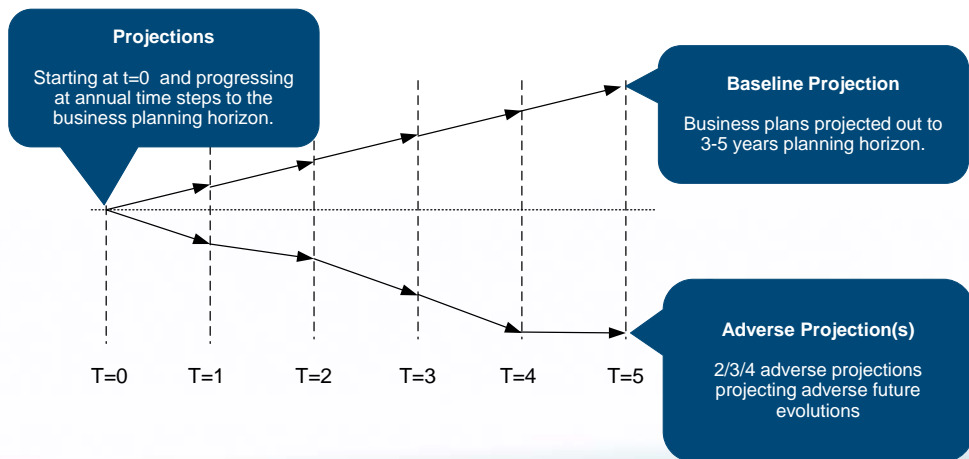 Projections
Starting at t=0 and progressing
at annual time steps to the
business planning horizon.
Baseline Projection
Business plans projected out to
3-5 years planning horizon.
Adverse Projection(s)
2/3/4 adverse projections
projecting adverse future
evolutions
T=0 T=1 T=2 T=3 T=4 T=5